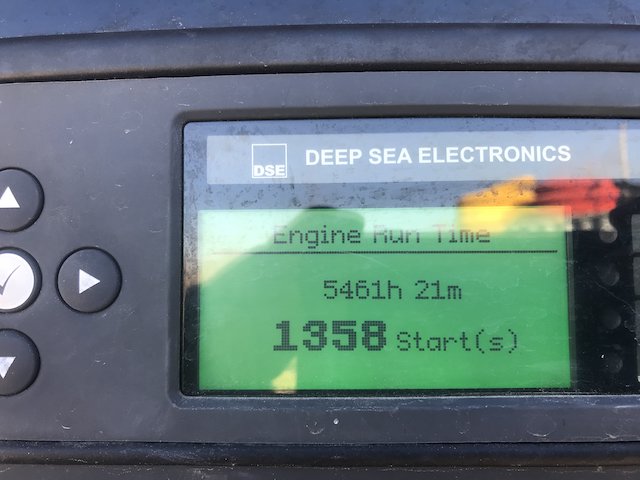 DSE DEEP SEA ELECTRONICS
Engine Run Time
5461h 21m
1358 Start(s)